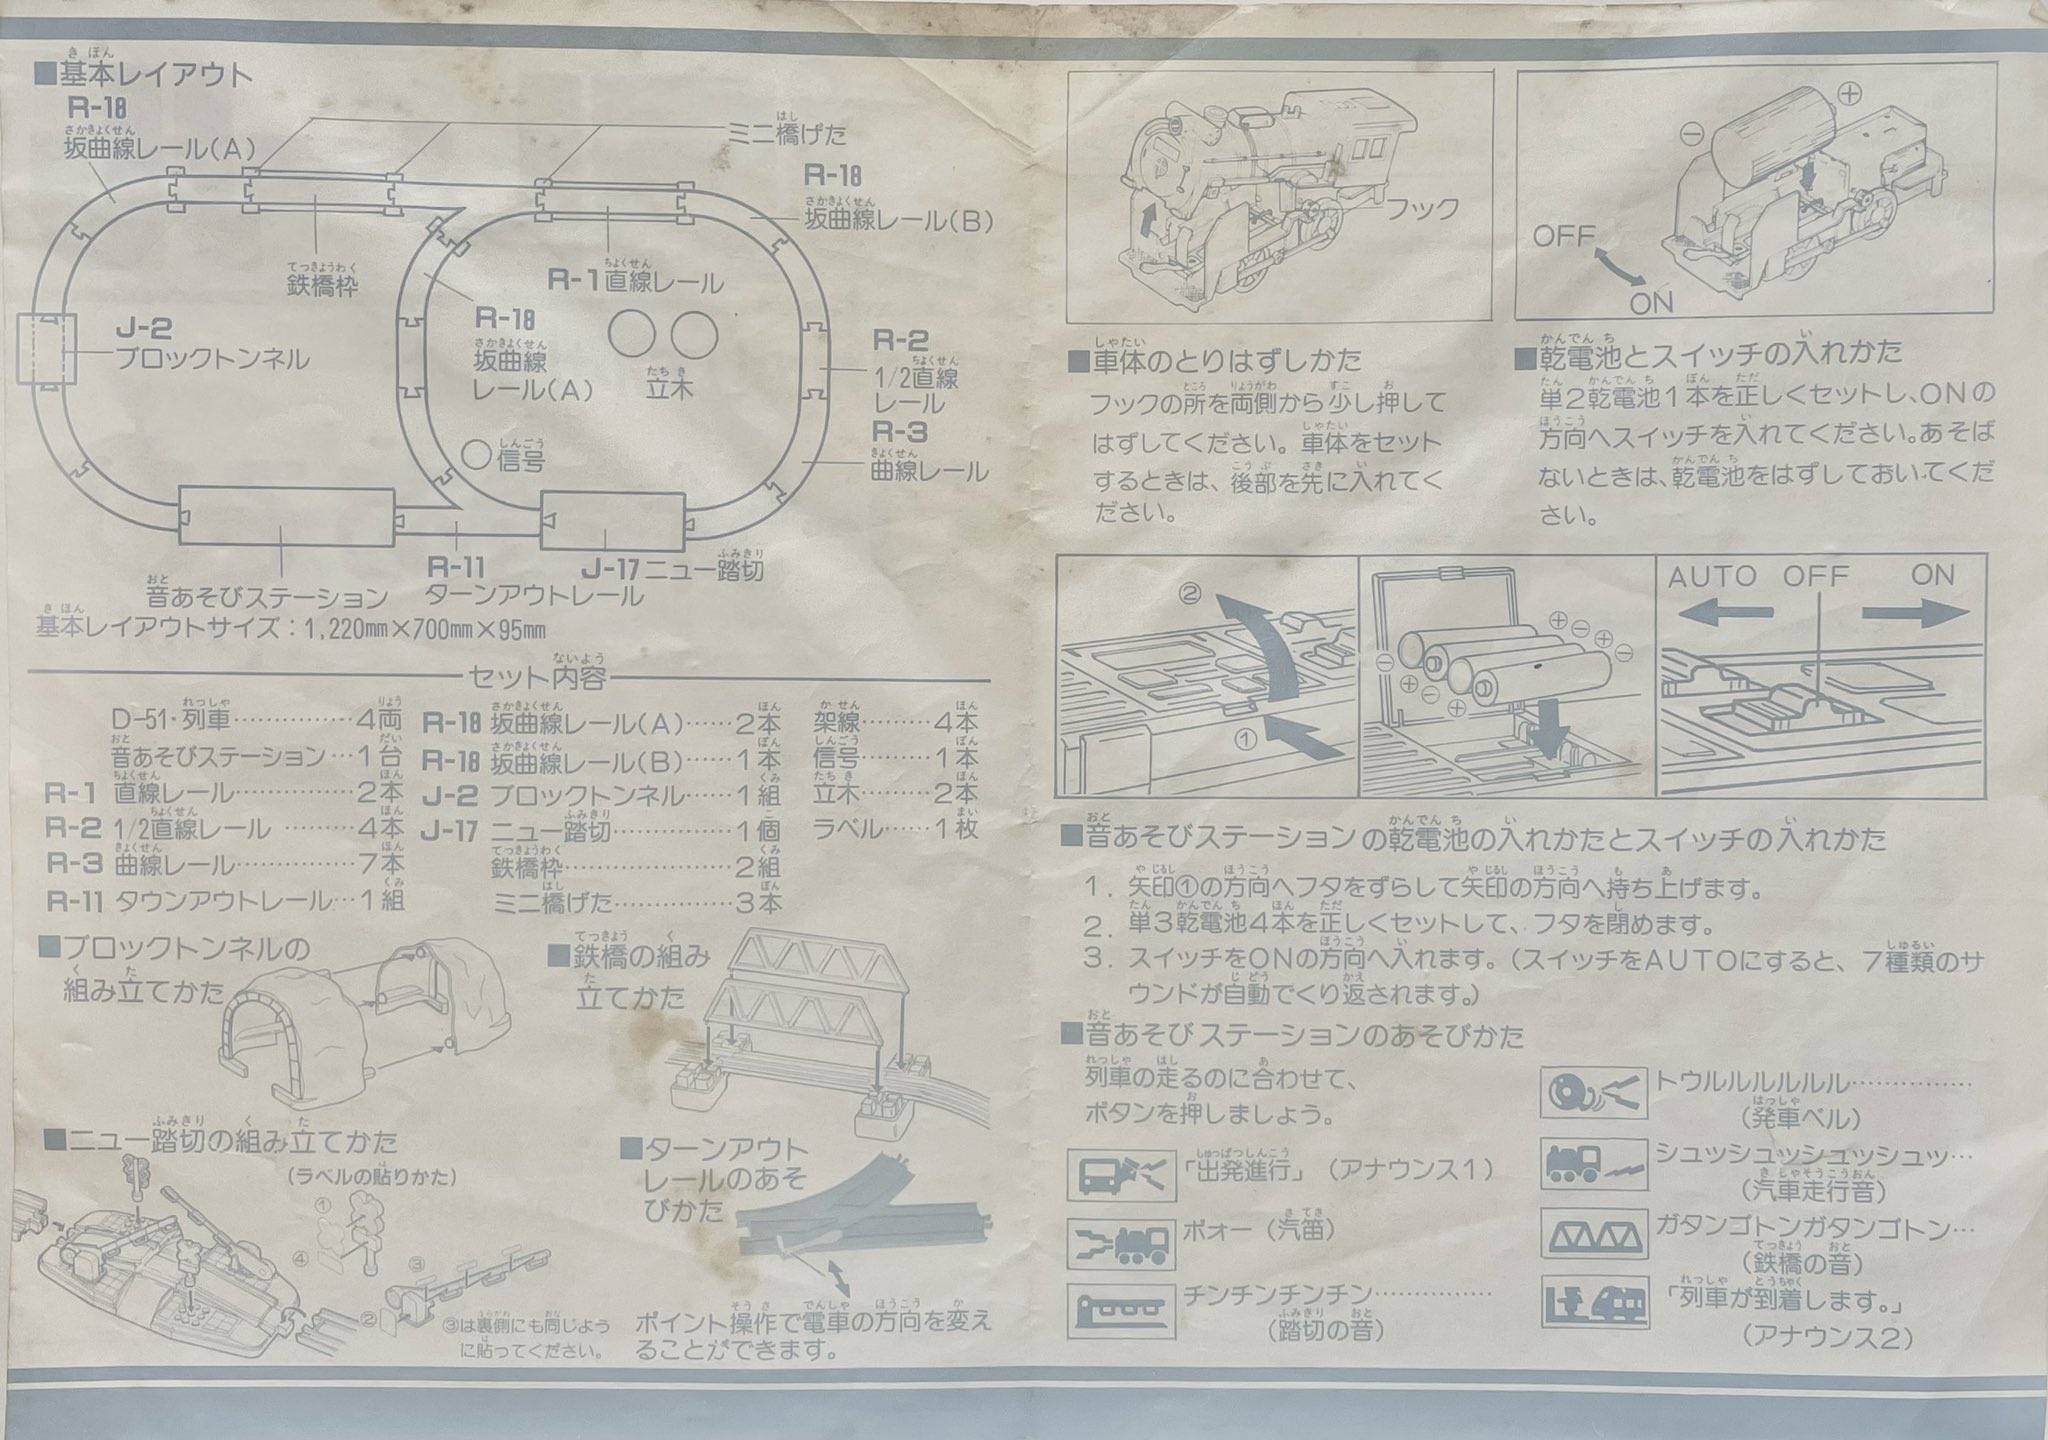 ■基本レイアウト
R-18
坂曲線レール(A)
ミニ橋げた
R-18
坂曲線レール(B)
鉄橋枠
R-1直線レール
J-2
ブロックトンネル
R-18
坂曲線
レール(A)
立木
R-2
1/2直線
レール
R-3
曲線レール
信号
音あそびステーション
R-11
ターンアウトレール
J-17ニュー踏切
基本レイアウトサイズ：1,220mm×700mm×95mm
セット内容
D-51・列車……………4両
音あそびステーション…1台
R-1 直線レール…………2本
R-2 1/2直線レール………4本
R-3 曲線レール…………7本
R-11 タウンアウトレール…1組
R-18 坂曲線レール(A)……2本
R-18 坂曲線レール(B)……1本
J-2 ブロックトンネル……1組
J-17 ニュー踏切…………1個
鉄橋枠……………………2組
ミニ橋げた………………3本
架線………4本
信号………1本
立木………2本
ラベル……1枚
■ブロックトンネルの
組み立てかた
■鉄橋の組み
立てかた
■ニュー踏切の組み立てかた
(ラベルの貼りかた)
①
④
③
②
③は裏側にも同じよう
に貼ってください。
■ターンアウト
レールのあそ
びかた
ポイント操作で電車の方向を変え
ることができます。
フック
■車体のとりはずしかた
フックの所を両側から少し押して
はずしてください。車体をセット
するときは、後部を先に入れてく
ださい。
⊕
⊖
OFF
ON
■乾電池とスイッチの入れかた
単2乾電池1本を正しくセットし、ONの
方向へスイッチを入れてください。あそば
ないときは、乾電池をはずしておいてくだ
さい。
②
①
⊕⊖⊕⊖
⊖⊕⊖⊕
AUTO OFF ON
■音あそびステーションの乾電池の入れかたとスイッチの入れかた
1. 矢印①の方向へフタをずらして矢印の方向へ持ち上げます。
2. 単3乾電池4本を正しくセットして、フタを閉めます。
3. スイッチをONの方向へ入れます。(スイッチをAUTOにすると、7種類のサ
ウンドが自動でくり返されます。)
■音あそびステーションのあそびかた
列車の走るのに合わせて、
ボタンを押しましょう。
「出発進行」(アナウンス1)
ポォー(汽笛)
チンチンチンチン……………
(踏切の音)
トウルルルルルル……………
(発車ベル)
シュッシュッシュッシュッ…
(汽車走行音)
ガタンゴトンガタンゴトン…
(鉄橋の音)
「列車が到着します。」
(アナウンス2)